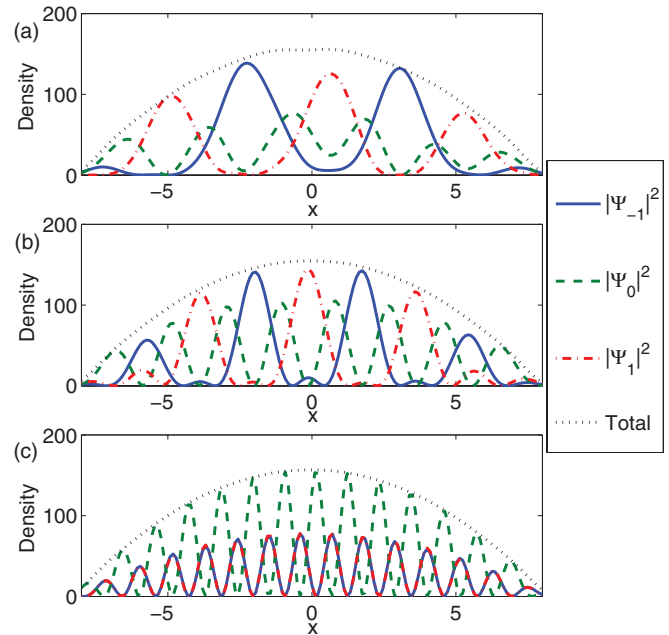 (a)
200
100
0
Density
−5
0
5
x
(b)
200
100
0
Density
−5
0
5
x
(c)
200
100
0
Density
−5
0
5
x
|Ψ₋₁|²
|Ψ₀|²
|Ψ₁|²
Total